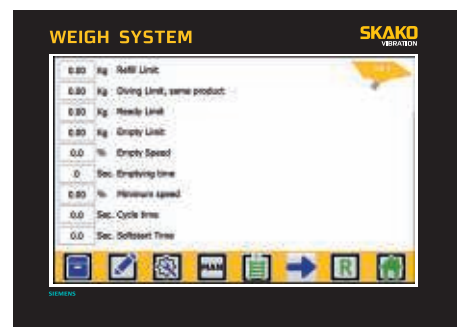 WEIGH SYSTEM
SKAKO
VIBRATION
0.00 Kg Refill Limit
0.00 Kg Diving Limit, same product
0.00 Kg Ready Limit
0.00 Kg Empty Limit
0.0 % Empty Speed
0 Sec. Emptying time
0.00 % Minimum speed
0.0 Sec. Cycle time
0.0 Sec. Softstart Time
MAN
R
SIEMENS